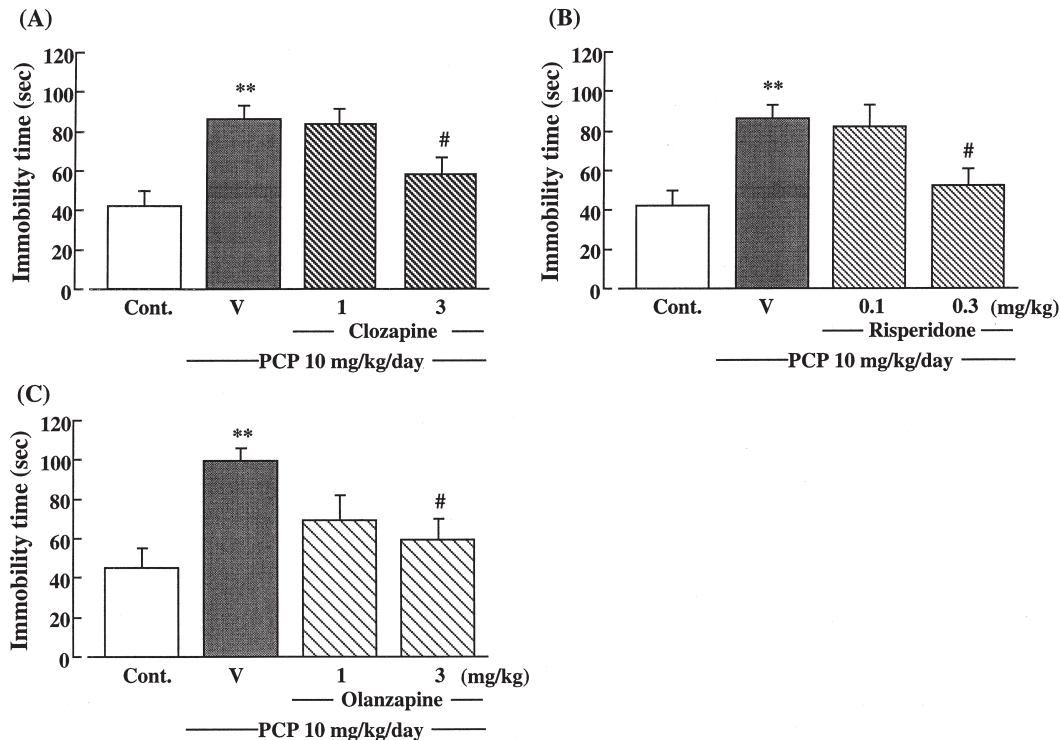 (A)
Immobility time (sec)
120
100
80
60
40
20
0
**
#
Cont. V 1 3
Clozapine
PCP 10 mg/kg/day
(B)
Immobility time (sec)
120
100
80
60
40
20
0
**
#
Cont. V 0.1 0.3 (mg/kg)
Risperidone
PCP 10 mg/kg/day
(C)
Immobility time (sec)
120
100
80
60
40
20
0
**
#
Cont. V 1 3 (mg/kg)
Olanzapine
PCP 10 mg/kg/day